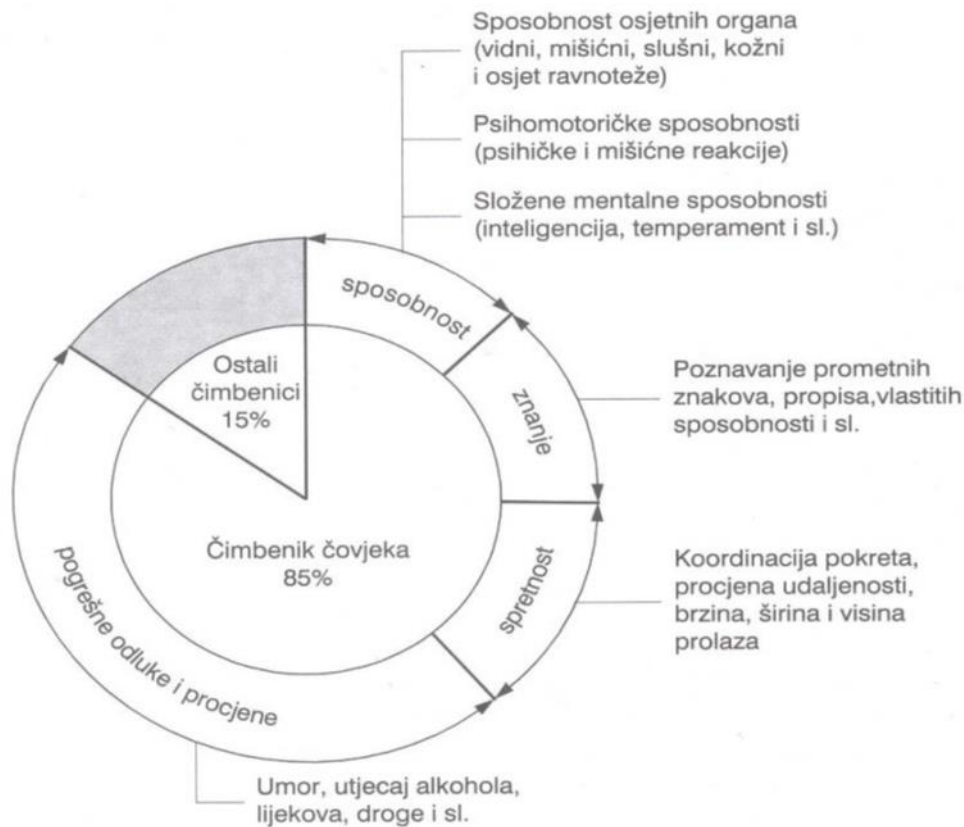 Sposobnost osjetnih organa
(vidni, mišićni, slušni, kožni
i osjet ravnoteže)
Psihomotoričke sposobnosti
(psihičke i mišićne reakcije)
Složene mentalne sposobnosti
(inteligencija, temperament i sl.)
sposobnost
Ostali
čimbenici
15%
znanje
Poznavanje prometnih
znakova, propisa,vlastitih
sposobnosti i sl.
Čimbenik čovjeka
85%
spretnost
Koordinacija pokreta,
procjena udaljenosti,
brzina, širina i visina
prolaza
pogrešne odluke i procjene
Umor, utjecaj alkohola,
lijekova, droge i sl.